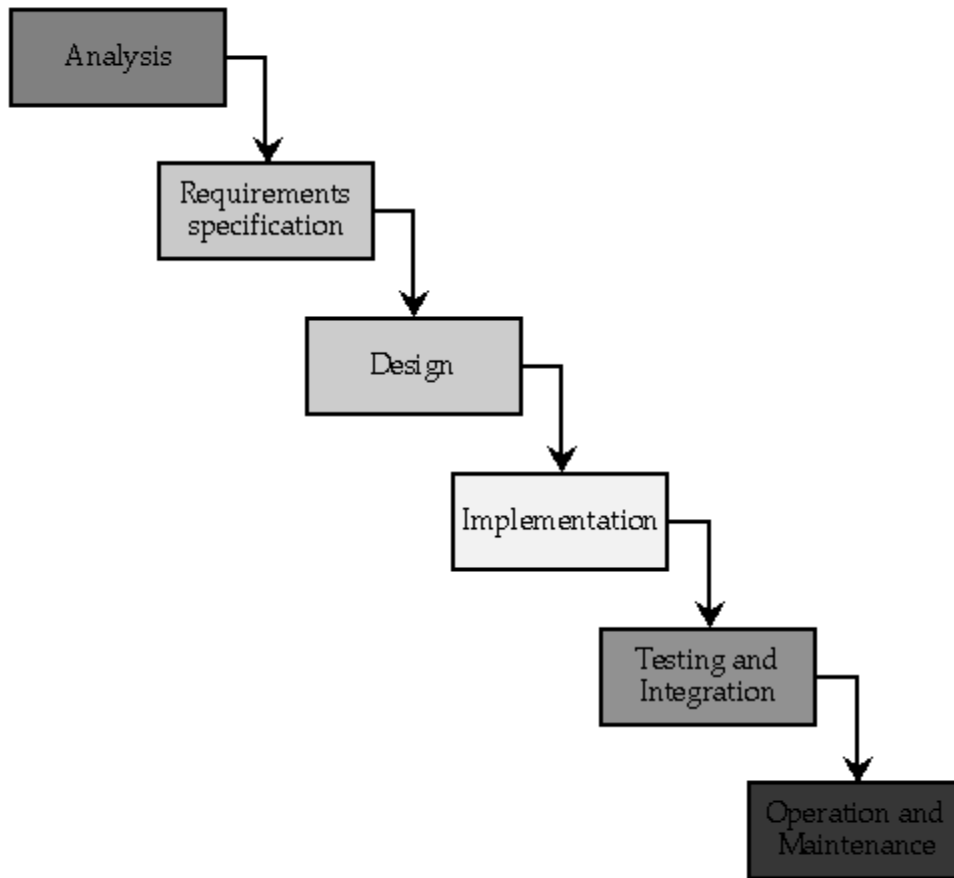 Analysis
Requirements
specification
Design
Implementation
Testing and
Integration
Operation and
Maintenance